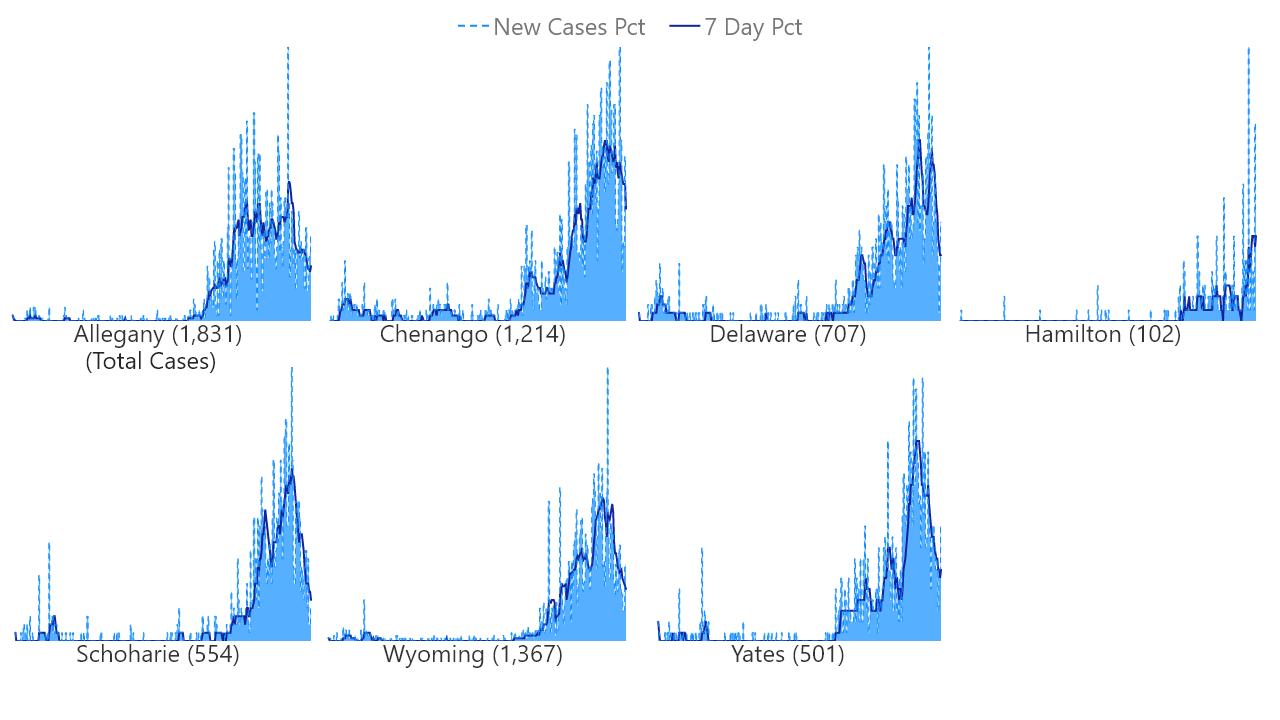 New Cases Pct 7 Day Pct
Allegany (1,831) Chenango (1,214) Delaware (707) Hamilton (102)
(Total Cases)
Schoharie (554) Wyoming (1,367) Yates (501)